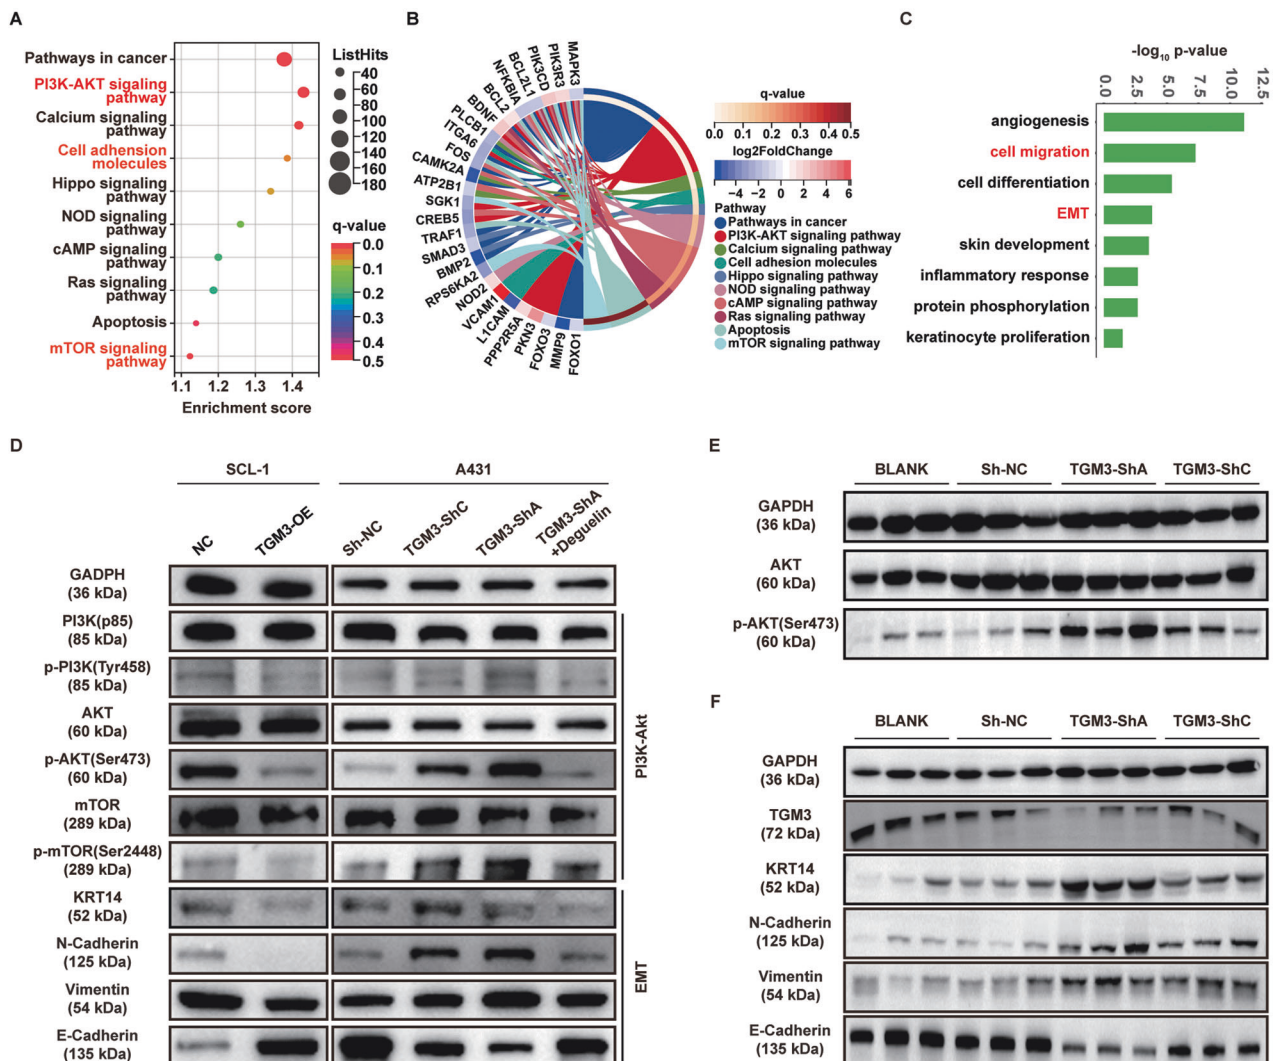 A
Pathways in cancer
PI3K-AKT sigaling
pathway
Calcium signaling
pathway
Cell adhension
molecules
Hippo signaling
pathway
NOD signaling
pathway
cAMP signaling
pathway
Ras signaling
pathway
Apoptosis
mTOR signaling
pathway
1.1 1.2 1.3 1.4
Enrichment score
ListHits
40
60
80
100
120
140
160
180
q-value
0.0
0.1
0.2
0.3
0.4
0.5
B
MAPK3
PIK3R3
PIK3CD
BCL2L1
NFKBIA
BCL2
BDNF
PLCB1
ITGA6
FOS
CAMK2A
ATP2B1
SGK1
CREB5
TRAF1
SMAD3
BMP2
RPS6KA2
NOD2
VCAM1
L1CAM
PPP2R5A
PKN3
FOXO3
MMP9
FOXO1
q-value
0.0 0.1 0.2 0.3 0.4 0.5
log2FoldChange
−4 −2 0 2 4 6
Pathway
Pathways in cancer
PI3K-AKT signaling pathway
Calcium signaling pathway
Cell adhesion molecules
Hippo signaling pathway
NOD signaling pathway
cAMP signaling pathway
Ras signaling pathway
Apoptosis
mTOR signaling pathway
C
-log10 p-value
0.0 2.5 5.0 7.5 10.0 12.5
angiogenesis
cell migration
cell differentiation
EMT
skin development
inflammatory response
protein phosphorylation
keratinocyte proliferation
D
SCL-1 A431
NC TGM3-OE Sh-NC TGM3-ShC TGM3-ShA TGM3-ShA
+Deguelin
GADPH
(36 kDa)
PI3K(p85)
(85 kDa)
p-PI3K(Tyr458)
(85 kDa)
AKT
(60 kDa)
p-AKT(Ser473)
(60 kDa)
mTOR
(289 kDa)
p-mTOR(Ser2448)
(289 kDa)
KRT14
(52 kDa)
N-Cadherin
(125 kDa)
Vimentin
(54 kDa)
E-Cadherin
(135 kDa)
PI3K-Akt
EMT
E
BLANK Sh-NC TGM3-ShA TGM3-ShC
GAPDH
(36 kDa)
AKT
(60 kDa)
p-AKT(Ser473)
(60 kDa)
F
BLANK Sh-NC TGM3-ShA TGM3-ShC
GAPDH
(36 kDa)
TGM3
(72 kDa)
KRT14
(52 kDa)
N-Cadherin
(125 kDa)
Vimentin
(54 kDa)
E-Cadherin
(135 kDa)